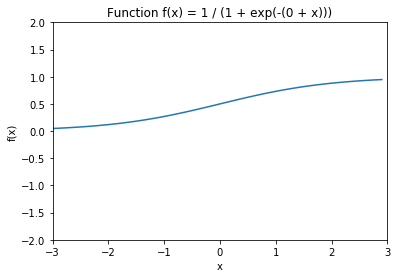 Function f(x) = 1 / (1 + exp(-(0 + x)))
2.0
1.5
1.0
0.5
0.0
−0.5
−1.0
−1.5
−2.0
f(x)
−3 −2 −1 0 1 2 3
x